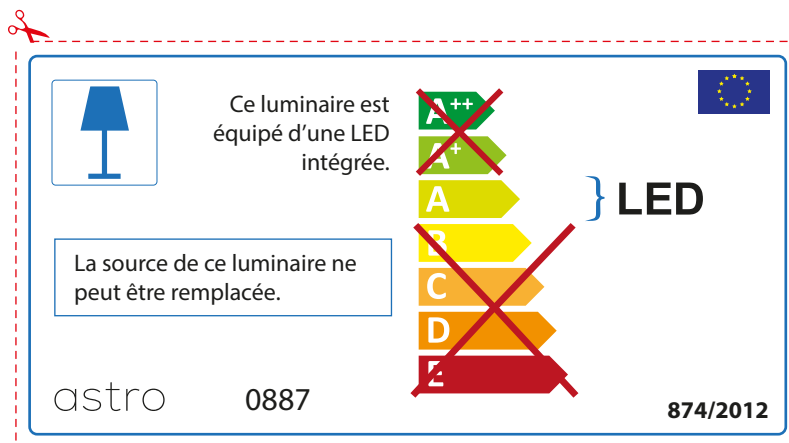 Ce luminaire est
équipé d’une LED
intégrée.
A++
A+
A
B
C
D
E
LED
La source de ce luminaire ne
peut être remplacée.
astro
0887
874/2012